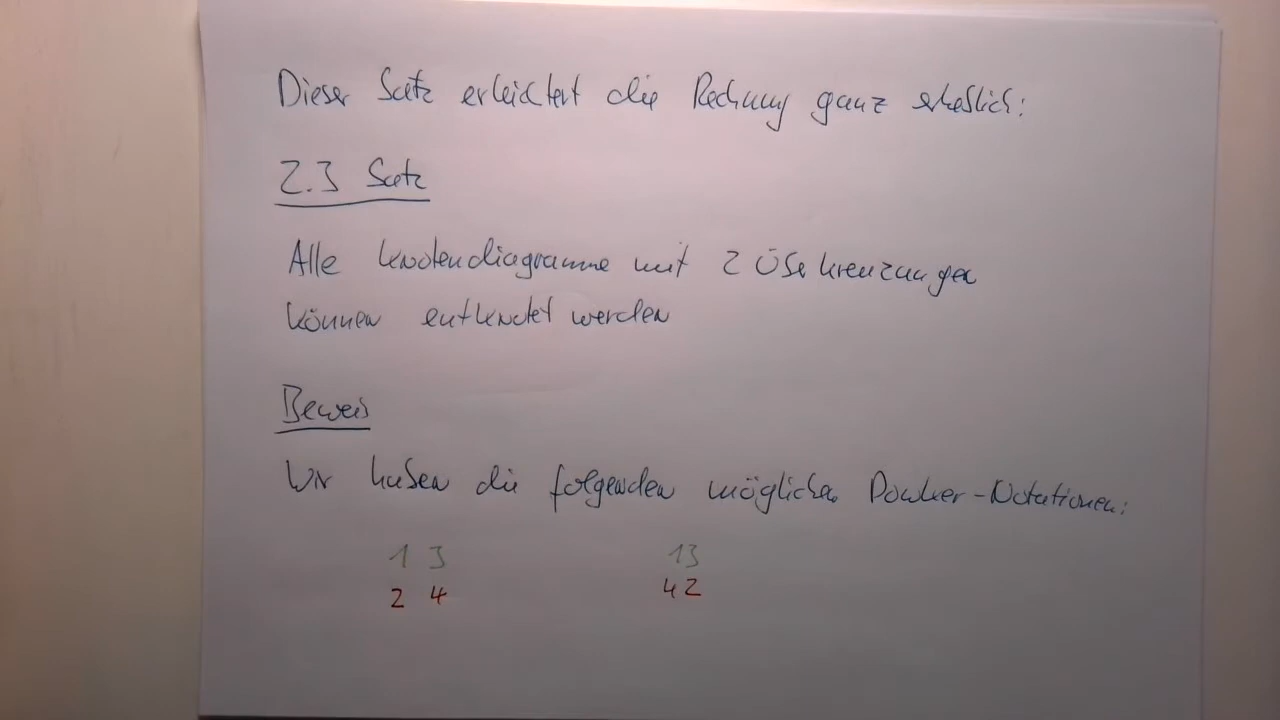 Dieser Satz erleichtert die Rechnung ganz erheblich:
2.3 Satz
Alle Knotendiagramme mit 2 Überkreuzungen
können entknotet werden
Beweis
Wir haben die folgenden möglichen Dowker-Notationen:
1 3 13
2 4 42